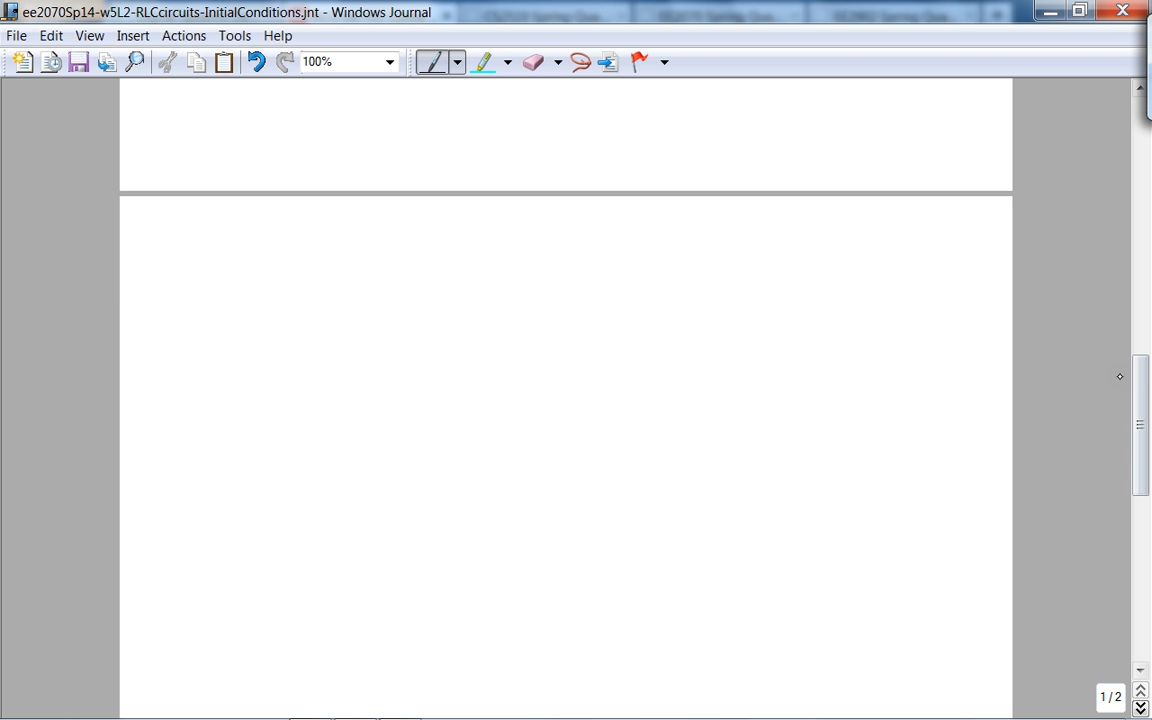 ee2070Sp14-w5L2-RLCcircuits-InitialConditions.jnt - Windows Journal
File Edit View Insert Actions Tools Help
100%
1 / 2